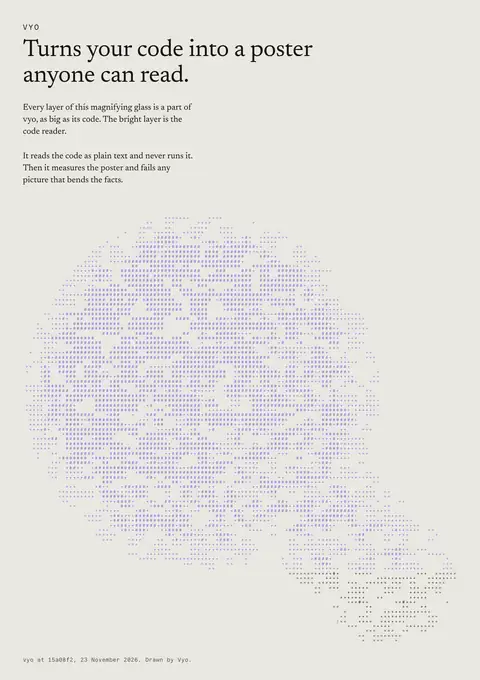 VYO
Turns your code into a poster
anyone can read.
Every layer of this magnifying glass is a part of
vyo, as big as its code. The bright layer is the
code reader.
It reads the code as plain text and never runs it.
Then it measures the poster and fails any
picture that bends the facts.
vyo at 15a08f2, 23 November 2026. Drawn by Vyo.